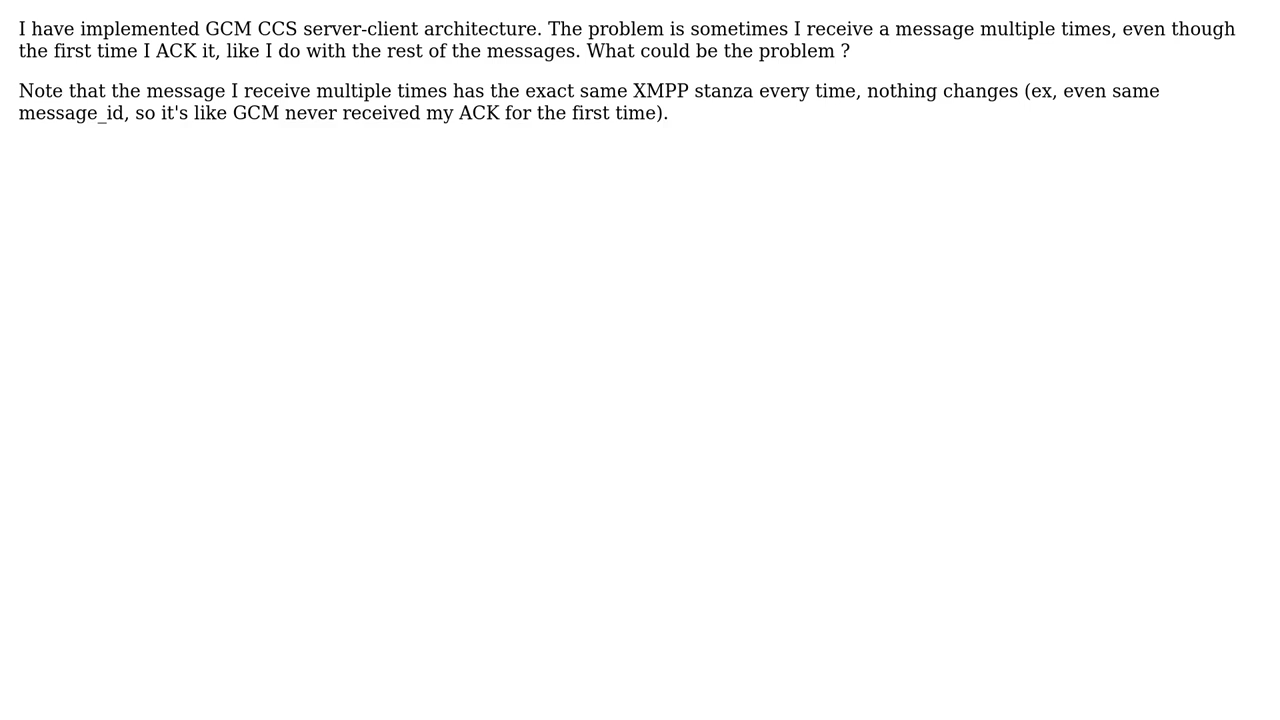 I have implemented GCM CCS server-client architecture. The problem is sometimes I receive a message multiple times, even though
the first time I ACK it, like I do with the rest of the messages. What could be the problem ?
Note that the message I receive multiple times has the exact same XMPP stanza every time, nothing changes (ex, even same
message_id, so it's like GCM never received my ACK for the first time).